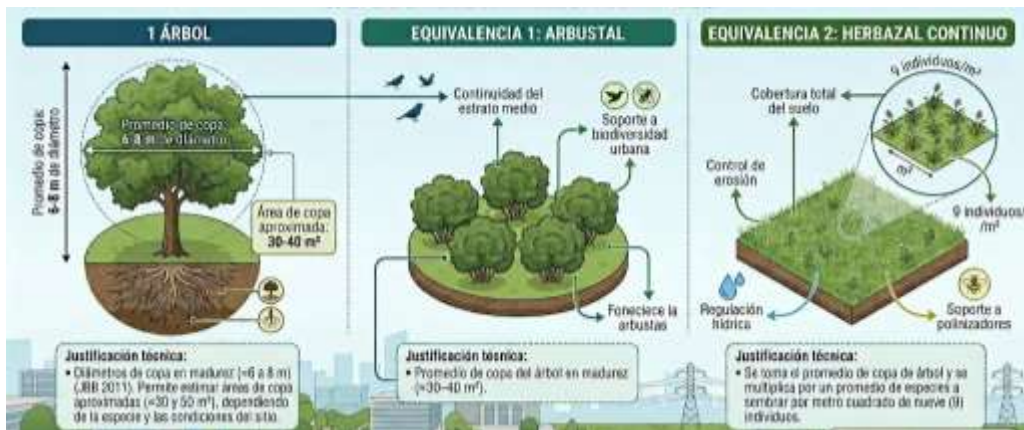 1 ÁRBOL
Promedio de copa:
6-8 m de diámetro
Promedio de copa:
6-8 m de diámetro
Área de copa
aproximada:
30-40 m²
Justificación técnica:
• Diámetros de copa en madurez (≈6 a 8 m)
(JBB 2011). Permite estimar áreas de copa
aproximadas (≈30 y 50 m²), dependiendo
de la especie y las condiciones del sitio.
EQUIVALENCIA 1: ARBUSTAL
Continuidad del
estrato medio
Soporte a
biodiversidad
urbana
Foneciece la
arbustas
Justificación técnica:
• Promedio de copa del árbol en madurez
(≈30-40 m²).
EQUIVALENCIA 2: HERBAZAL CONTINUO
9 individuos/m²
Cobertura total
del suelo
m²
Control de
erosión
9 individuos/
/m²
Regulación
hídrica
Soporte a
polinizadores
Justificación técnica:
• Se toma el promedio de copa de árbol y se
multiplica por un promedio de especies a
sembrar por metro cuadrado de nueve (9)
individuos.